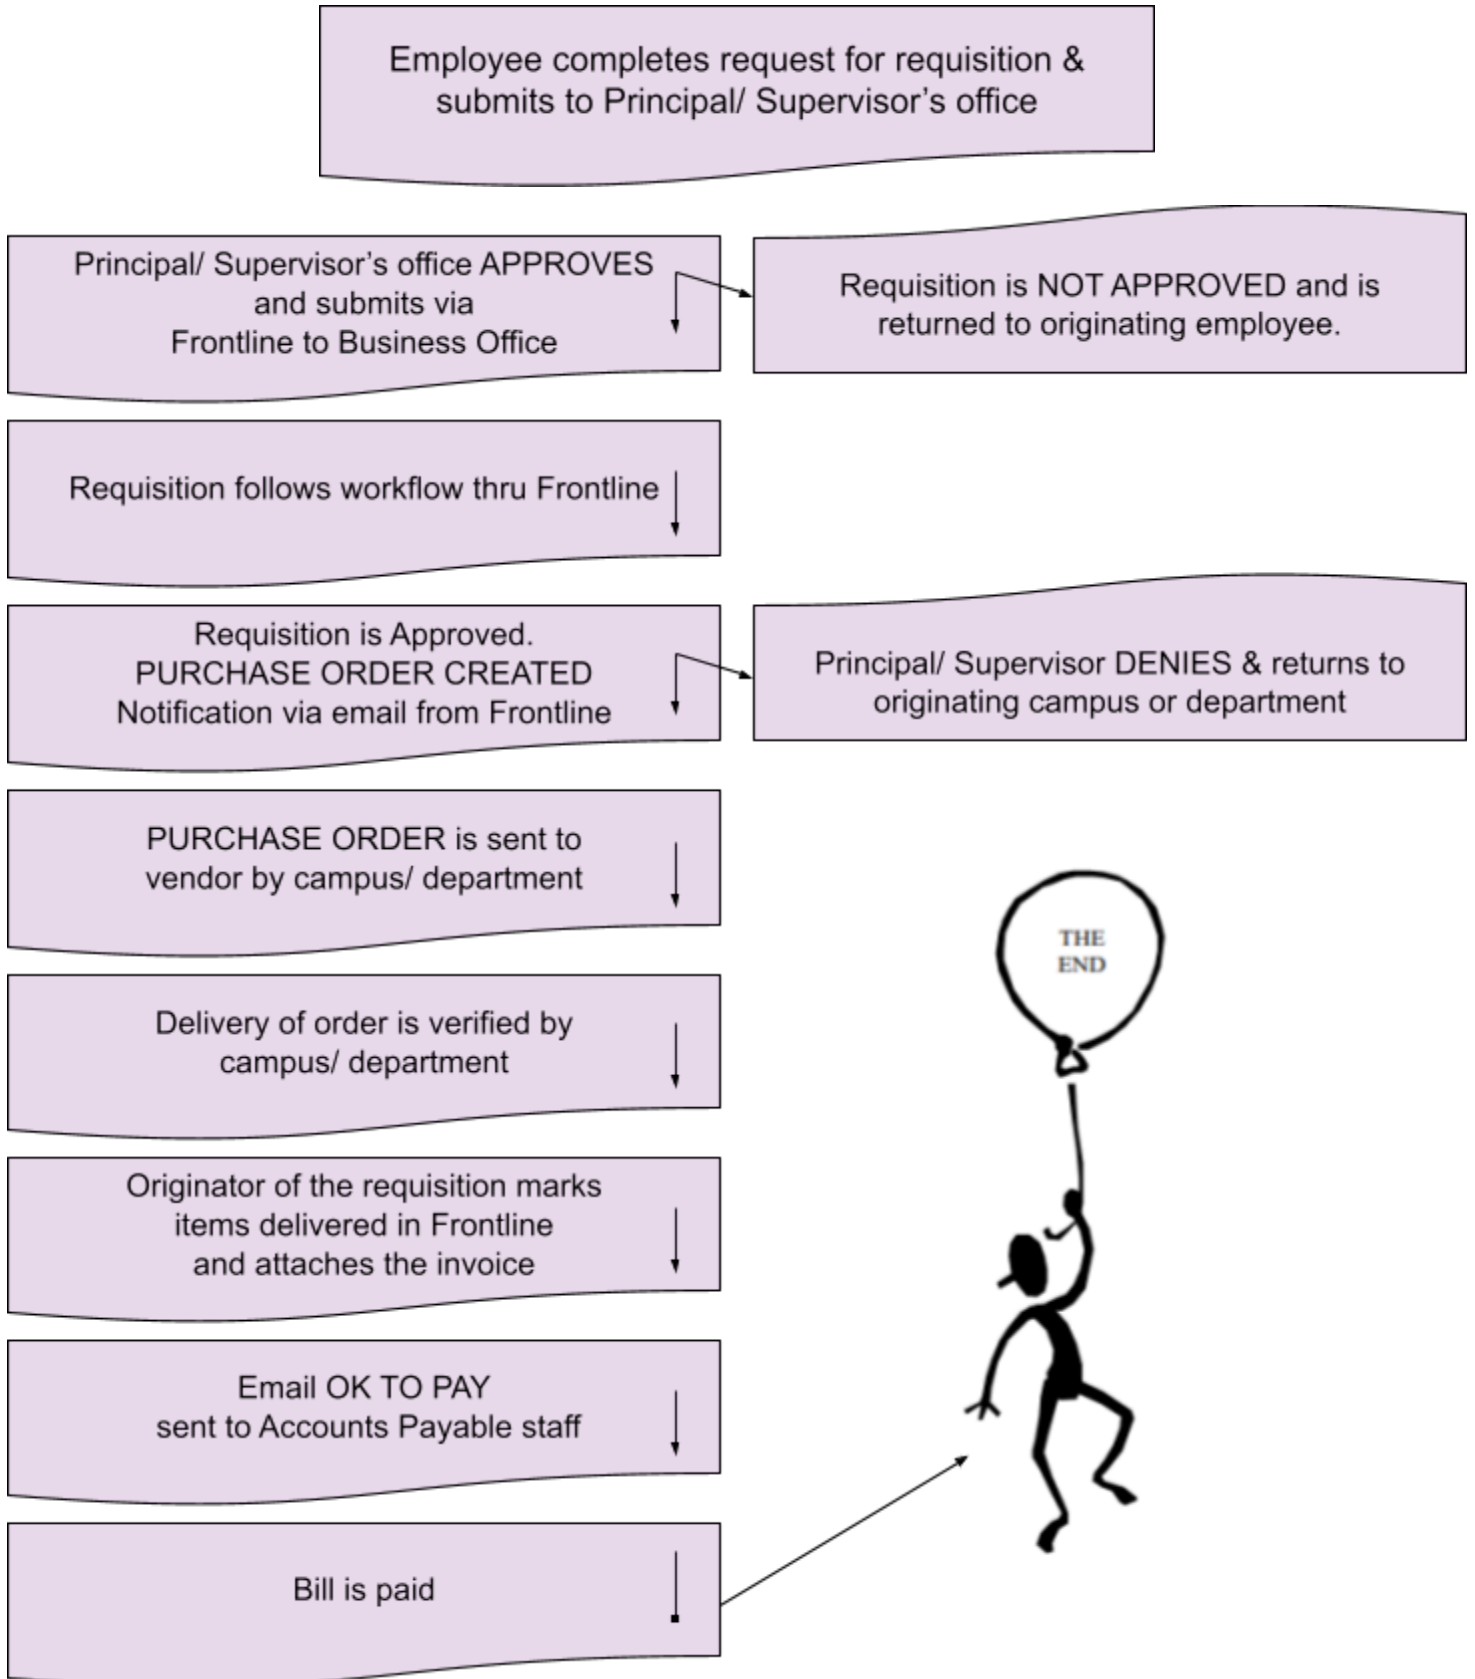 Employee completes request for requisition &
submits to Principal/ Supervisor’s office
Principal/ Supervisor’s office APPROVES
and submits via
Frontline to Business Office
Requisition is NOT APPROVED and is
returned to originating employee.
Requisition follows workflow thru Frontline
Requisition is Approved.
PURCHASE ORDER CREATED
Notification via email from Frontline
Principal/ Supervisor DENIES & returns to
originating campus or department
PURCHASE ORDER is sent to
vendor by campus/ department
THE
END
Delivery of order is verified by
campus/ department
Originator of the requisition marks
items delivered in Frontline
and attaches the invoice
Email OK TO PAY
sent to Accounts Payable staff
Bill is paid